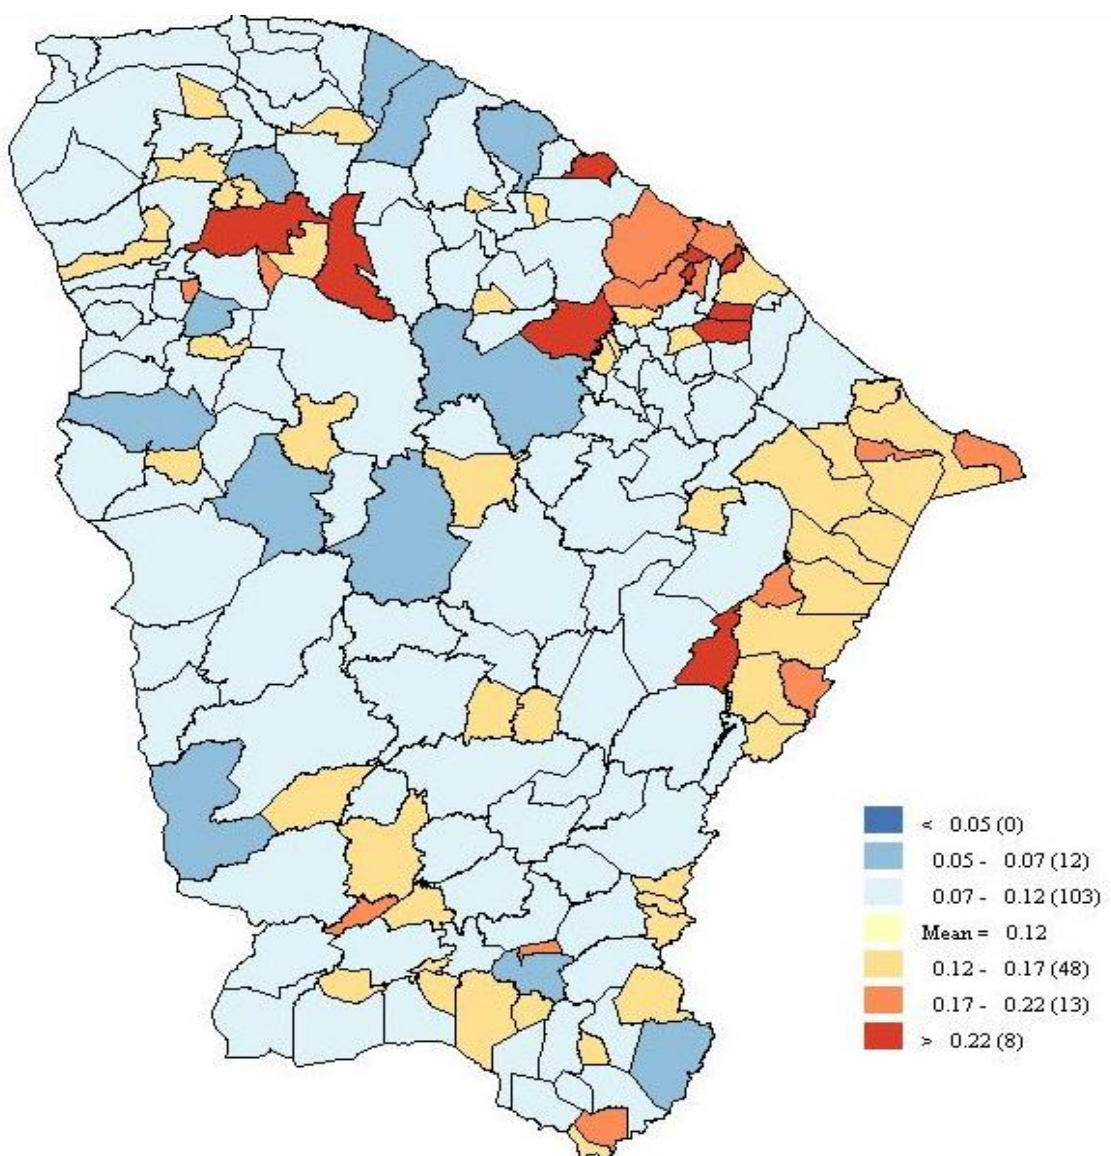 < 0.05 (0)
0.05 - 0.07 (12)
0.07 - 0.12 (103)
Mean = 0.12
0.12 - 0.17 (48)
0.17 - 0.22 (13)
> 0.22 (8)